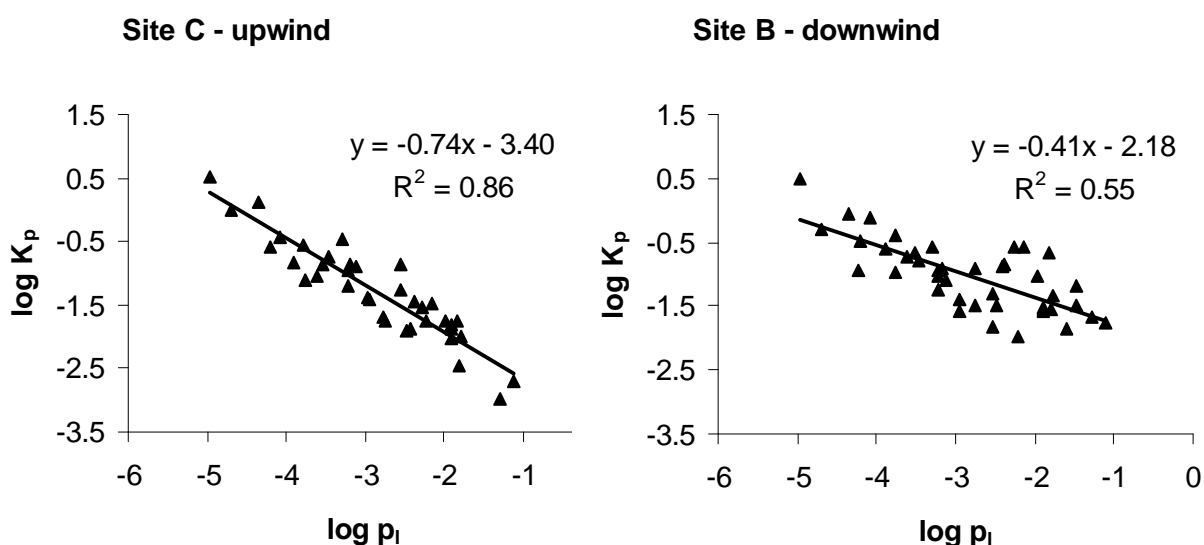 Site C - upwind
1.5
0.5
-0.5
-1.5
-2.5
-3.5
log Kp
y = -0.74x - 3.40
R² = 0.86
-6 -5 -4 -3 -2 -1
log pl
Site B - downwind
1.5
0.5
-0.5
-1.5
-2.5
-3.5
log Kp
y = -0.41x - 2.18
R² = 0.55
-6 -5 -4 -3 -2 -1 0
log pl